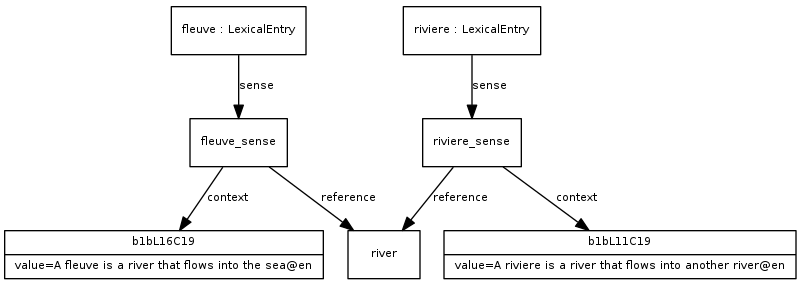 fleuve : LexicalEntry
riviere : LexicalEntry
sense
sense
fleuve_sense
riviere_sense
context
reference
reference
context
b1bL16C19
value=A fleuve is a river that flows into the sea@en
river
b1bL11C19
value=A riviere is a river that flows into another river@en